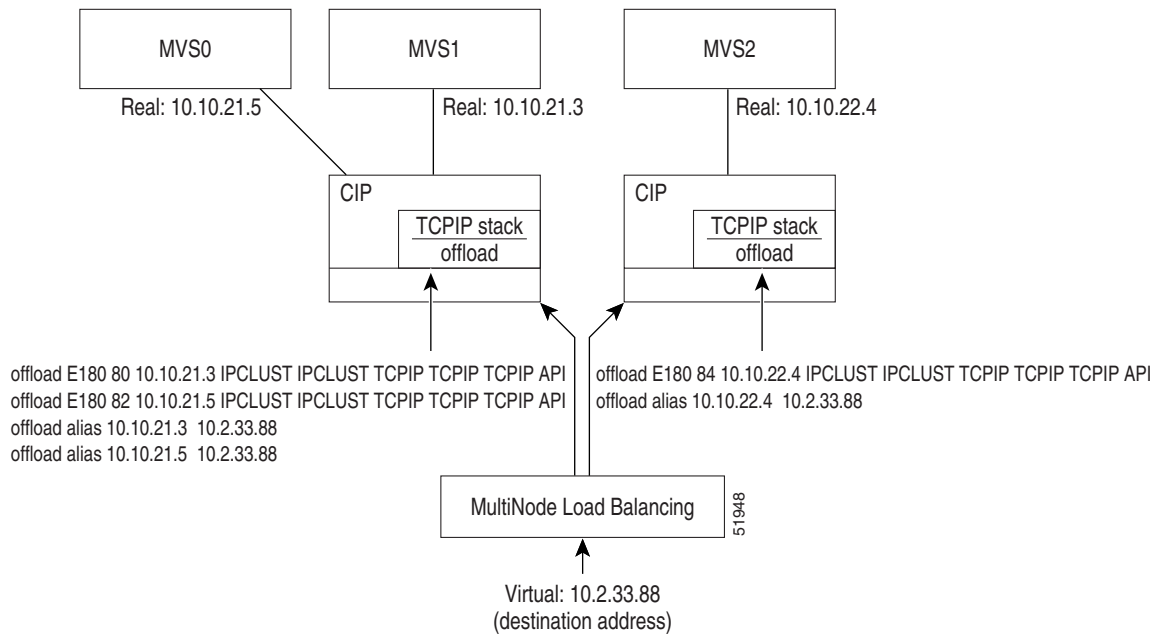 MVS0
MVS1
MVS2
Real: 10.10.21.5
Real: 10.10.21.3
Real: 10.10.22.4
CIP
TCPIP stack
offload
CIP
TCPIP stack
offload
offload E180 80 10.10.21.3 IPCLUST IPCLUST TCPIP TCPIP TCPIP API
offload E180 82 10.10.21.5 IPCLUST IPCLUST TCPIP TCPIP TCPIP API
offload alias 10.10.21.3 10.2.33.88
offload alias 10.10.21.5 10.2.33.88
offload E180 84 10.10.22.4 IPCLUST IPCLUST TCPIP TCPIP TCPIP API
offload alias 10.10.22.4 10.2.33.88
MultiNode Load Balancing
51948
Virtual: 10.2.33.88
(destination address)